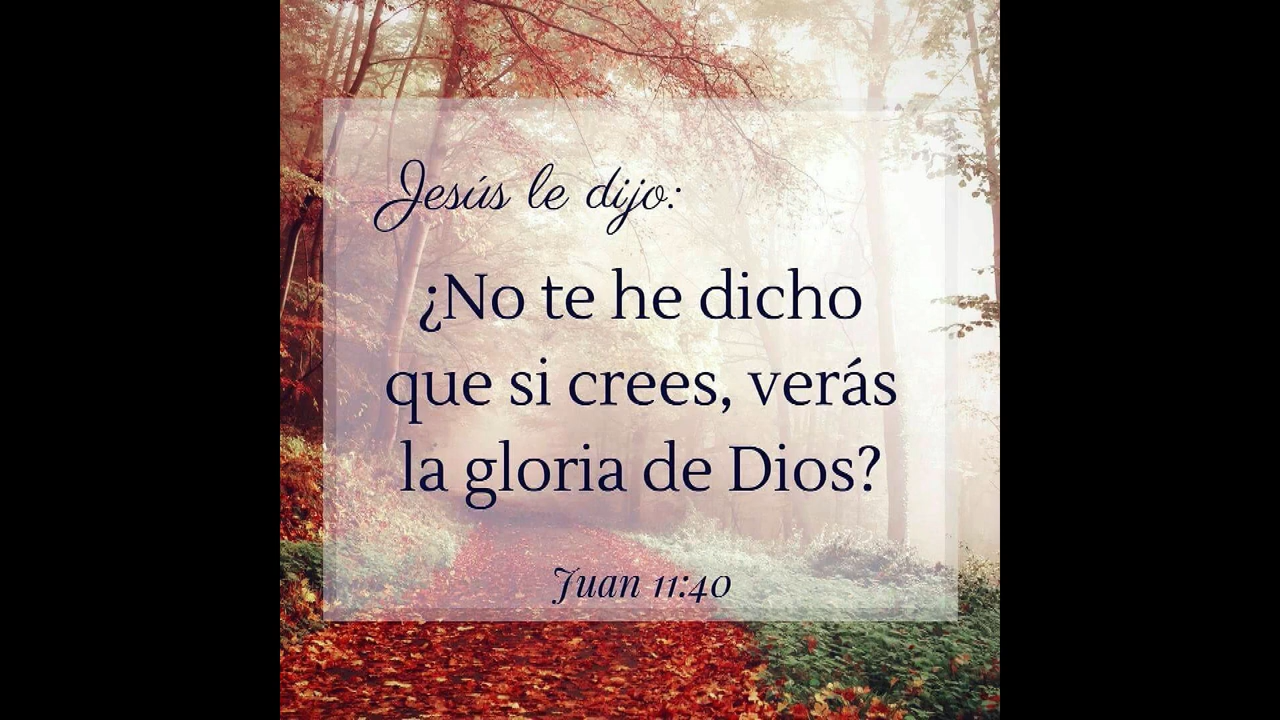 Jesús le dijo:
¿No te he dicho
que si crees, verás
la gloria de Dios?
Juan 11:40